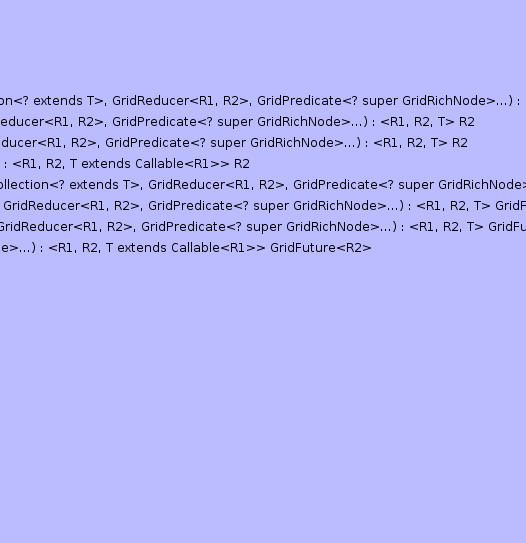 on<? extends T>, GridReducer<R1, R2>, GridPredicate<? super GridRichNode>...) :
educer<R1, R2>, GridPredicate<? super GridRichNode>...) : <R1, R2, T> R2
ducer<R1, R2>, GridPredicate<? super GridRichNode>...) : <R1, R2, T> R2
: <R1, R2, T extends Callable<R1>> R2
ollection<? extends T>, GridReducer<R1, R2>, GridPredicate<? super GridRichNode>
GridReducer<R1, R2>, GridPredicate<? super GridRichNode>...) : <R1, R2, T> GridF
GridReducer<R1, R2>, GridPredicate<? super GridRichNode>...) : <R1, R2, T> GridFu
e>...) : <R1, R2, T extends Callable<R1>> GridFuture<R2>